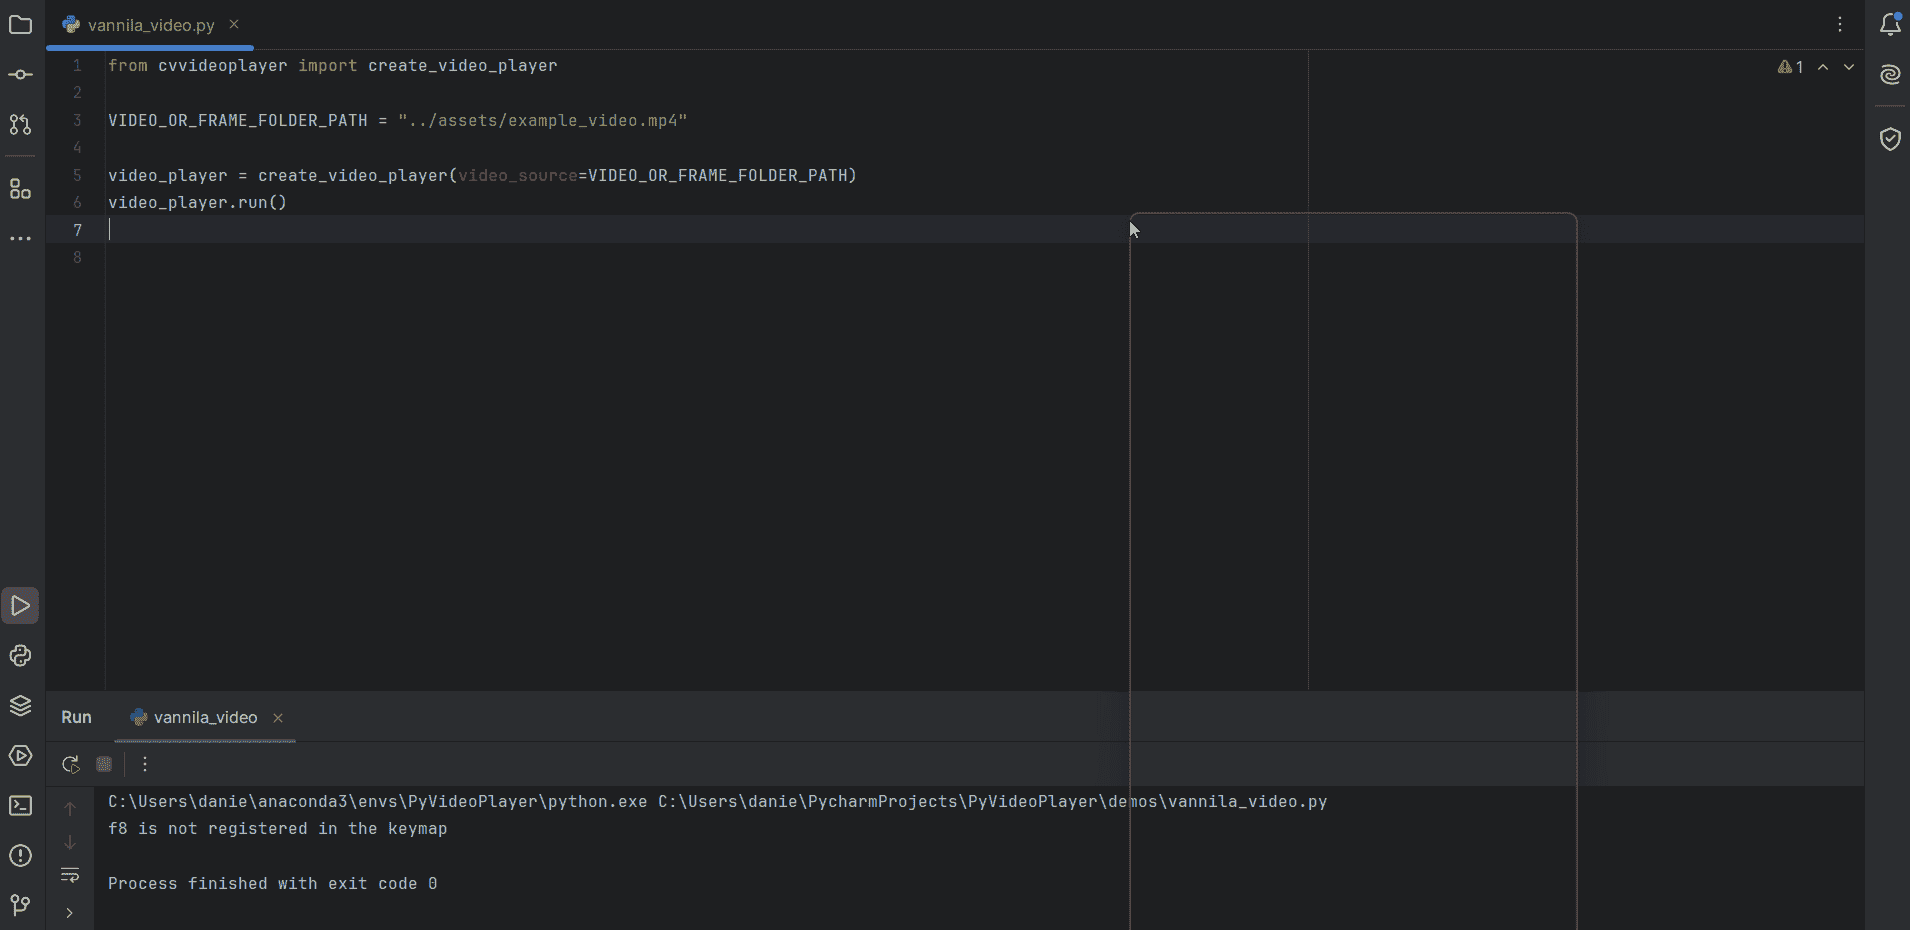 vannila_video.py
1 from cvvideoplayer import create_video_player
2
3 VIDEO_OR_FRAME_FOLDER_PATH = "../assets/example_video.mp4"
4
5 video_player = create_video_player(video_source=VIDEO_OR_FRAME_FOLDER_PATH)
6 video_player.run()
7
8
1
Run vannila_video
C:\Users\danie\anaconda3\envs\PyVideoPlayer\python.exe C:\Users\danie\PycharmProjects\PyVideoPlayer\demos\vannila_video.py
f8 is not registered in the keymap
Process finished with exit code 0